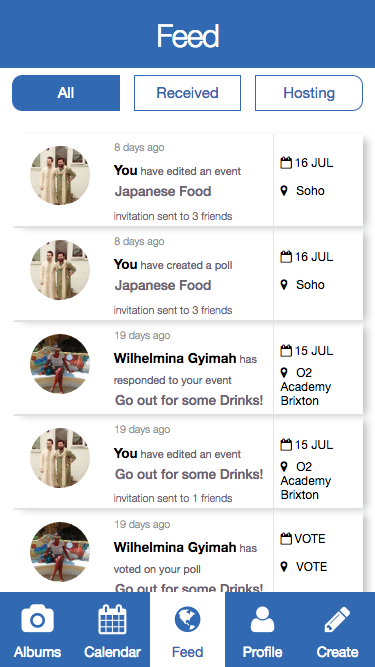 Feed
All
Received
Hosting
8 days ago
You have edited an event
Japanese Food
invitation sent to 3 friends
16 JUL
Soho
8 days ago
You have created a poll
Japanese Food
invitation sent to 3 friends
16 JUL
Soho
19 days ago
Wilhelmina Gyimah has
responded to your event
Go out for some Drinks!
15 JUL
O2
Academy
Brixton
19 days ago
You have edited an event
Go out for some Drinks!
invitation sent to 1 friends
15 JUL
O2
Academy
Brixton
19 days ago
Wilhelmina Gyimah has
voted on your poll
Go out for some Drinks!
VOTE
VOTE
Albums
Calendar
Feed
Profile
Create